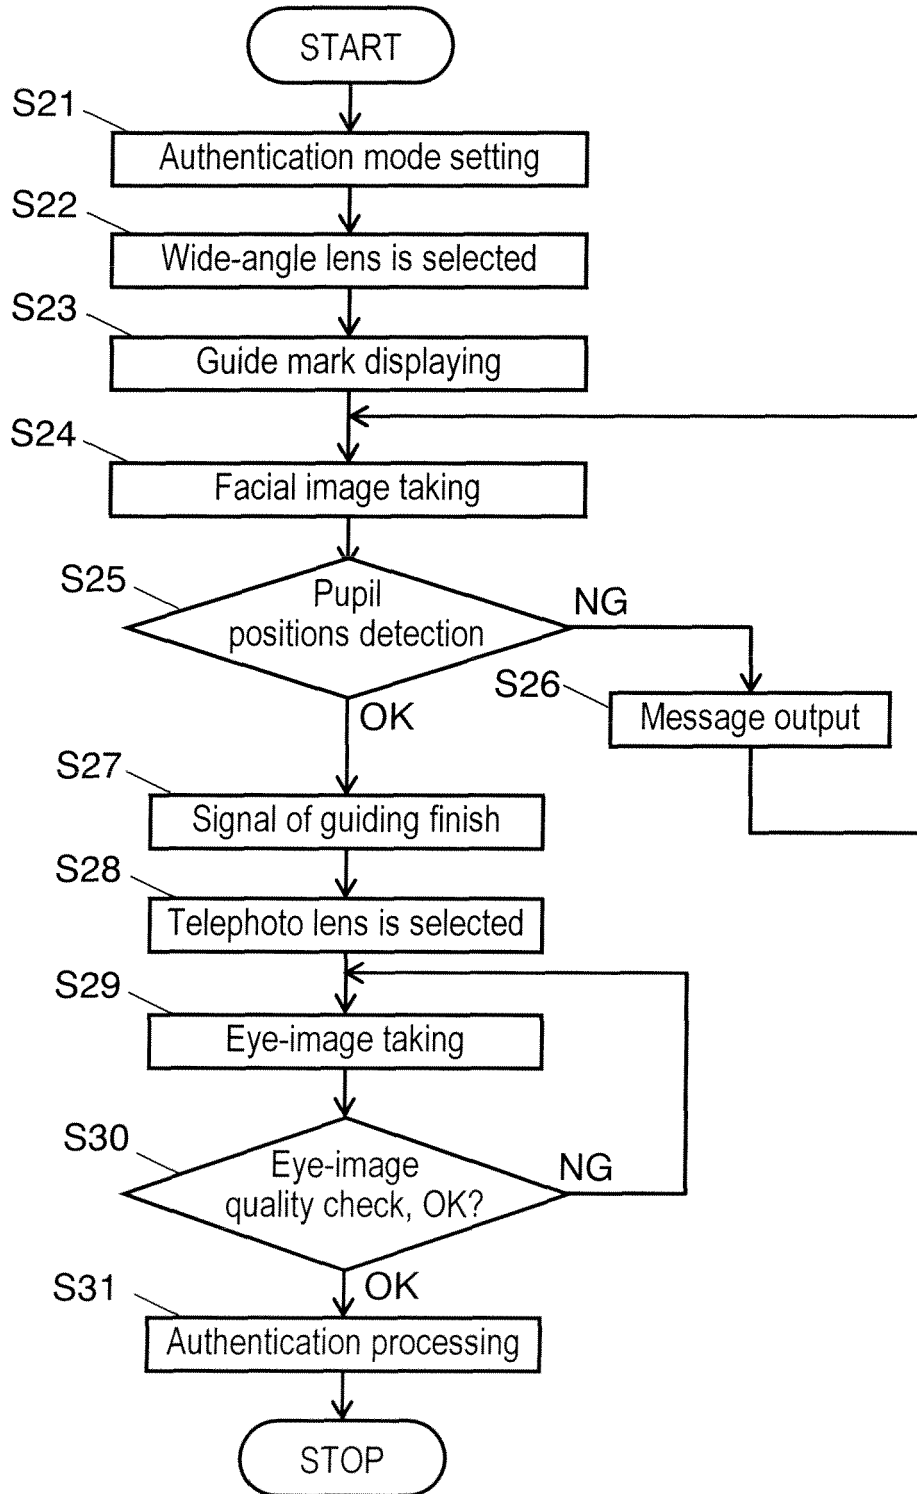 START
S21
Authentication mode setting
S22
Wide-angle lens is selected
S23
Guide mark displaying
S24
Facial image taking
S25
Pupil
positions detection
NG
S26
Message output
OK
S27
Signal of guiding finish
S28
Telephoto lens is selected
S29
Eye-image taking
S30
Eye-image
quality check, OK?
NG
OK
S31
Authentication processing
STOP